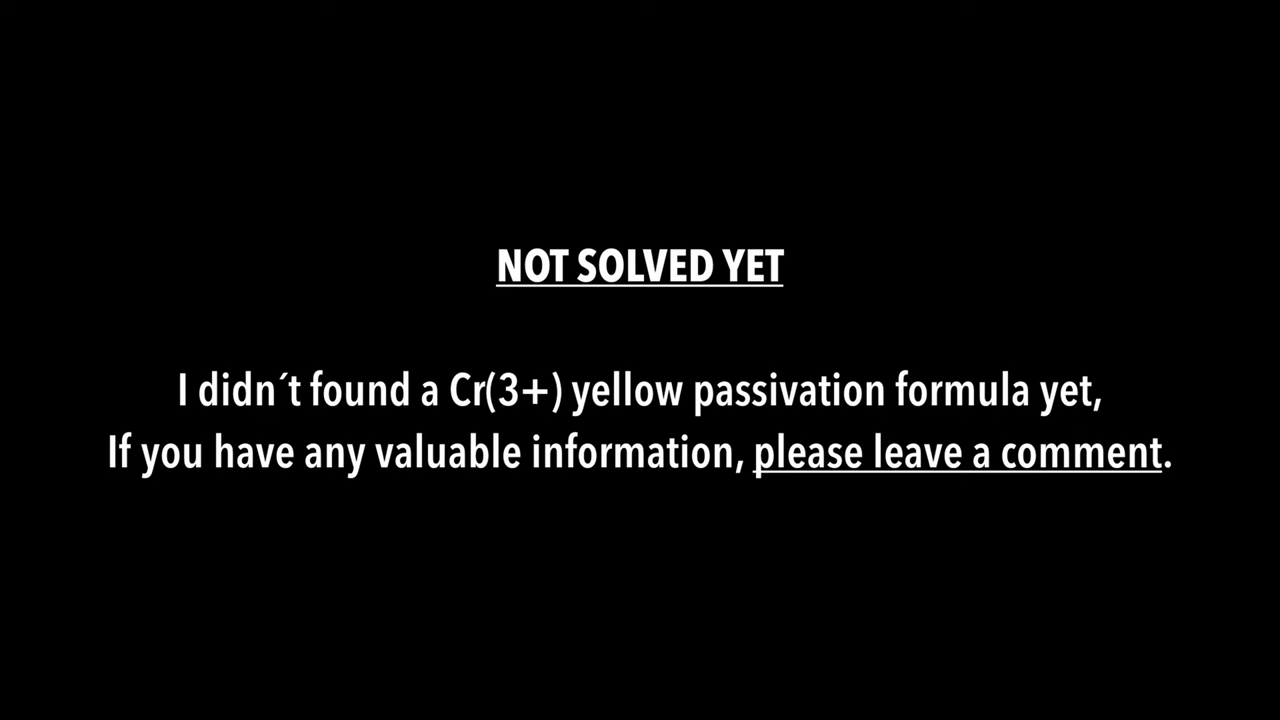 NOT SOLVED YET
I didn´t found a Cr(3+) yellow passivation formula yet,
If you have any valuable information, please leave a comment.